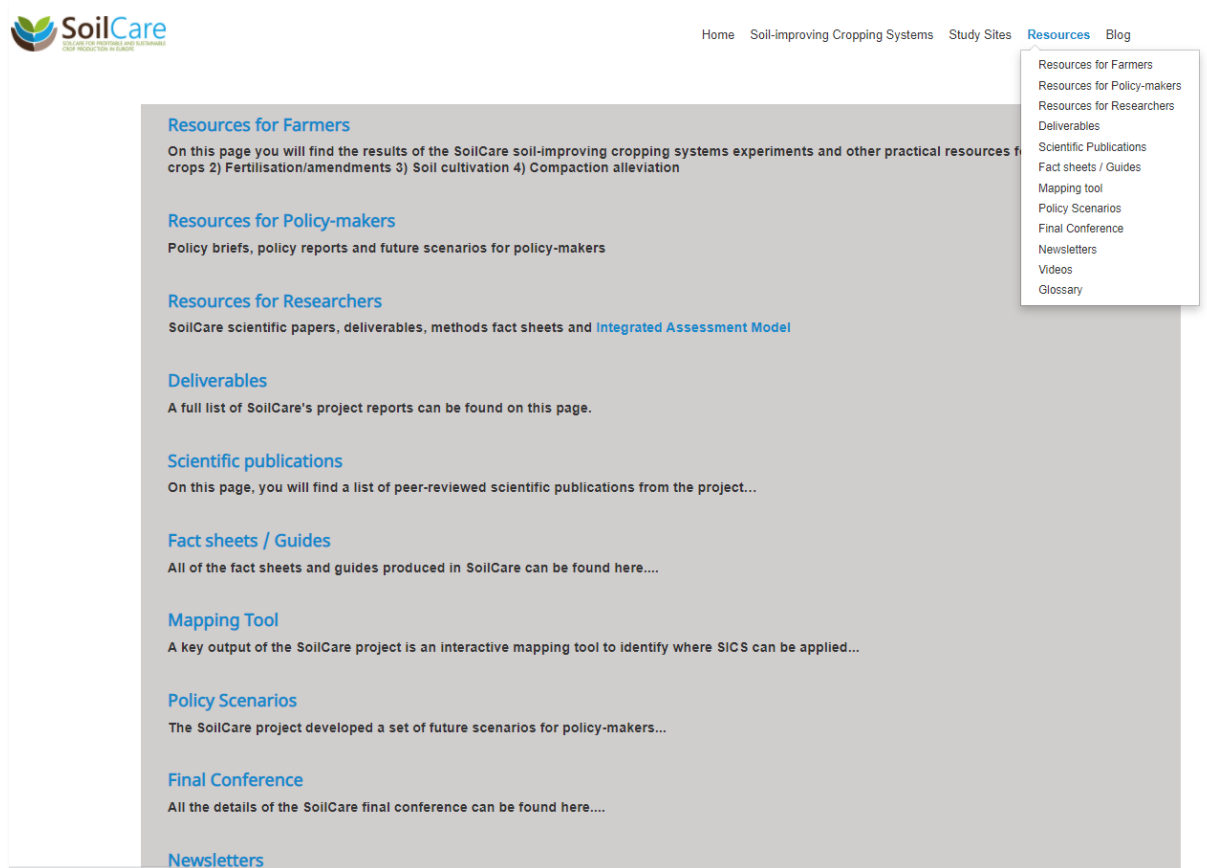 SoilCare
SOILCARE FOR PROFITABLE AND SUSTAINABLE
CROP PRODUCTION IN EUROPE
Home Soil-improving Cropping Systems Study Sites Resources Blog
Resources for Farmers
Resources for Policy-makers
Resources for Researchers
Deliverables
Scientific Publications
Fact sheets / Guides
Mapping tool
Policy Scenarios
Final Conference
Newsletters
Videos
Glossary
Resources for Farmers
On this page you will find the results of the SoilCare soil-improving cropping systems experiments and other practical resources
crops 2) Fertilisation/amendments 3) Soil cultivation 4) Compaction alleviation
Resources for Policy-makers
Policy briefs, policy reports and future scenarios for policy-makers
Resources for Researchers
SoilCare scientific papers, deliverables, methods fact sheets and Integrated Assessment Model
Deliverables
A full list of SoilCare's project reports can be found on this page.
Scientific publications
On this page, you will find a list of peer-reviewed scientific publications from the project...
Fact sheets / Guides
All of the fact sheets and guides produced in SoilCare can be found here....
Mapping Tool
A key output of the SoilCare project is an interactive mapping tool to identify where SICS can be applied...
Policy Scenarios
The SoilCare project developed a set of future scenarios for policy-makers...
Final Conference
All the details of the SoilCare final conference can be found here....
Newsletters